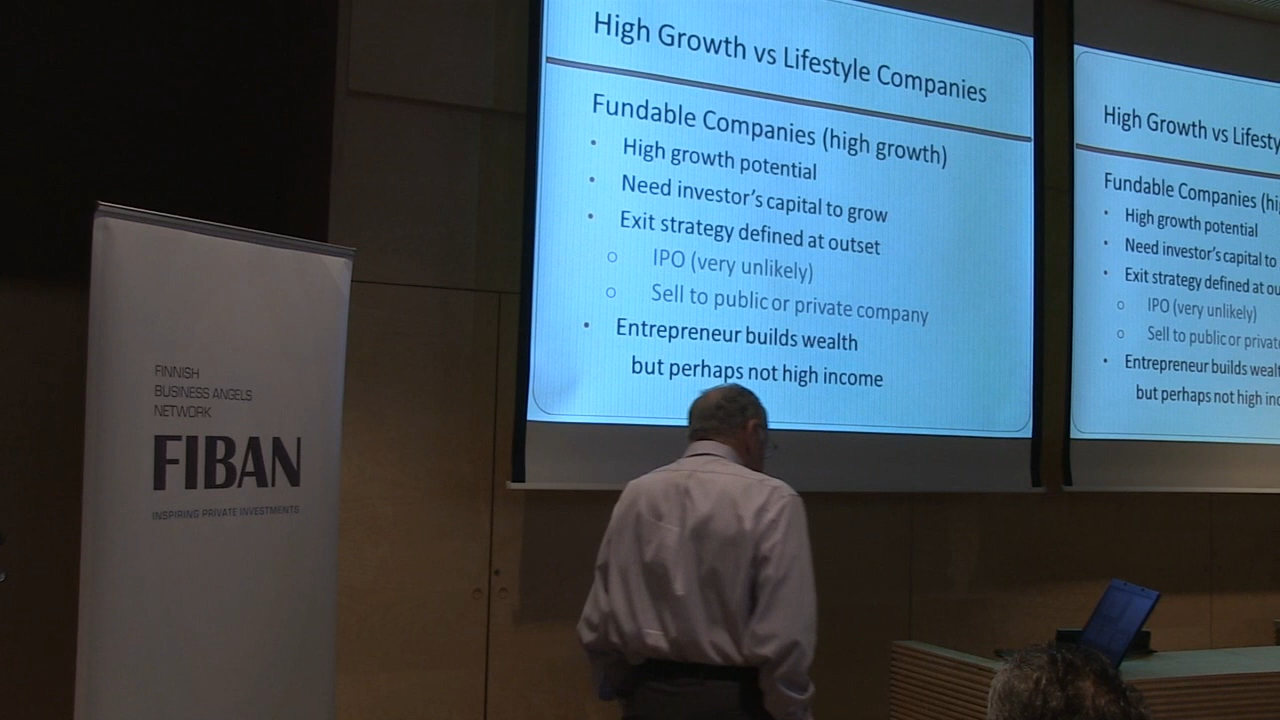 High Growth vs Lifestyle Companies
Fundable Companies (high growth)
• High growth potential
• Need investor's capital to grow
• Exit strategy defined at outset
o IPO (very unlikely)
o Sell to public or private company
• Entrepreneur builds wealth
but perhaps not high income
High Growth vs Lifesty
Fundable Companies (hi
• High growth potential
• Need investor's capital to
• Exit strategy defined at ou
o IPO (very unlikely)
o Sell to public or privat
• Entrepreneur builds wealt
but perhaps not high inc
FINNISH
BUSINESS ANGELS
NETWORK
FIBAN
INSPIRING PRIVATE INVESTMENTS